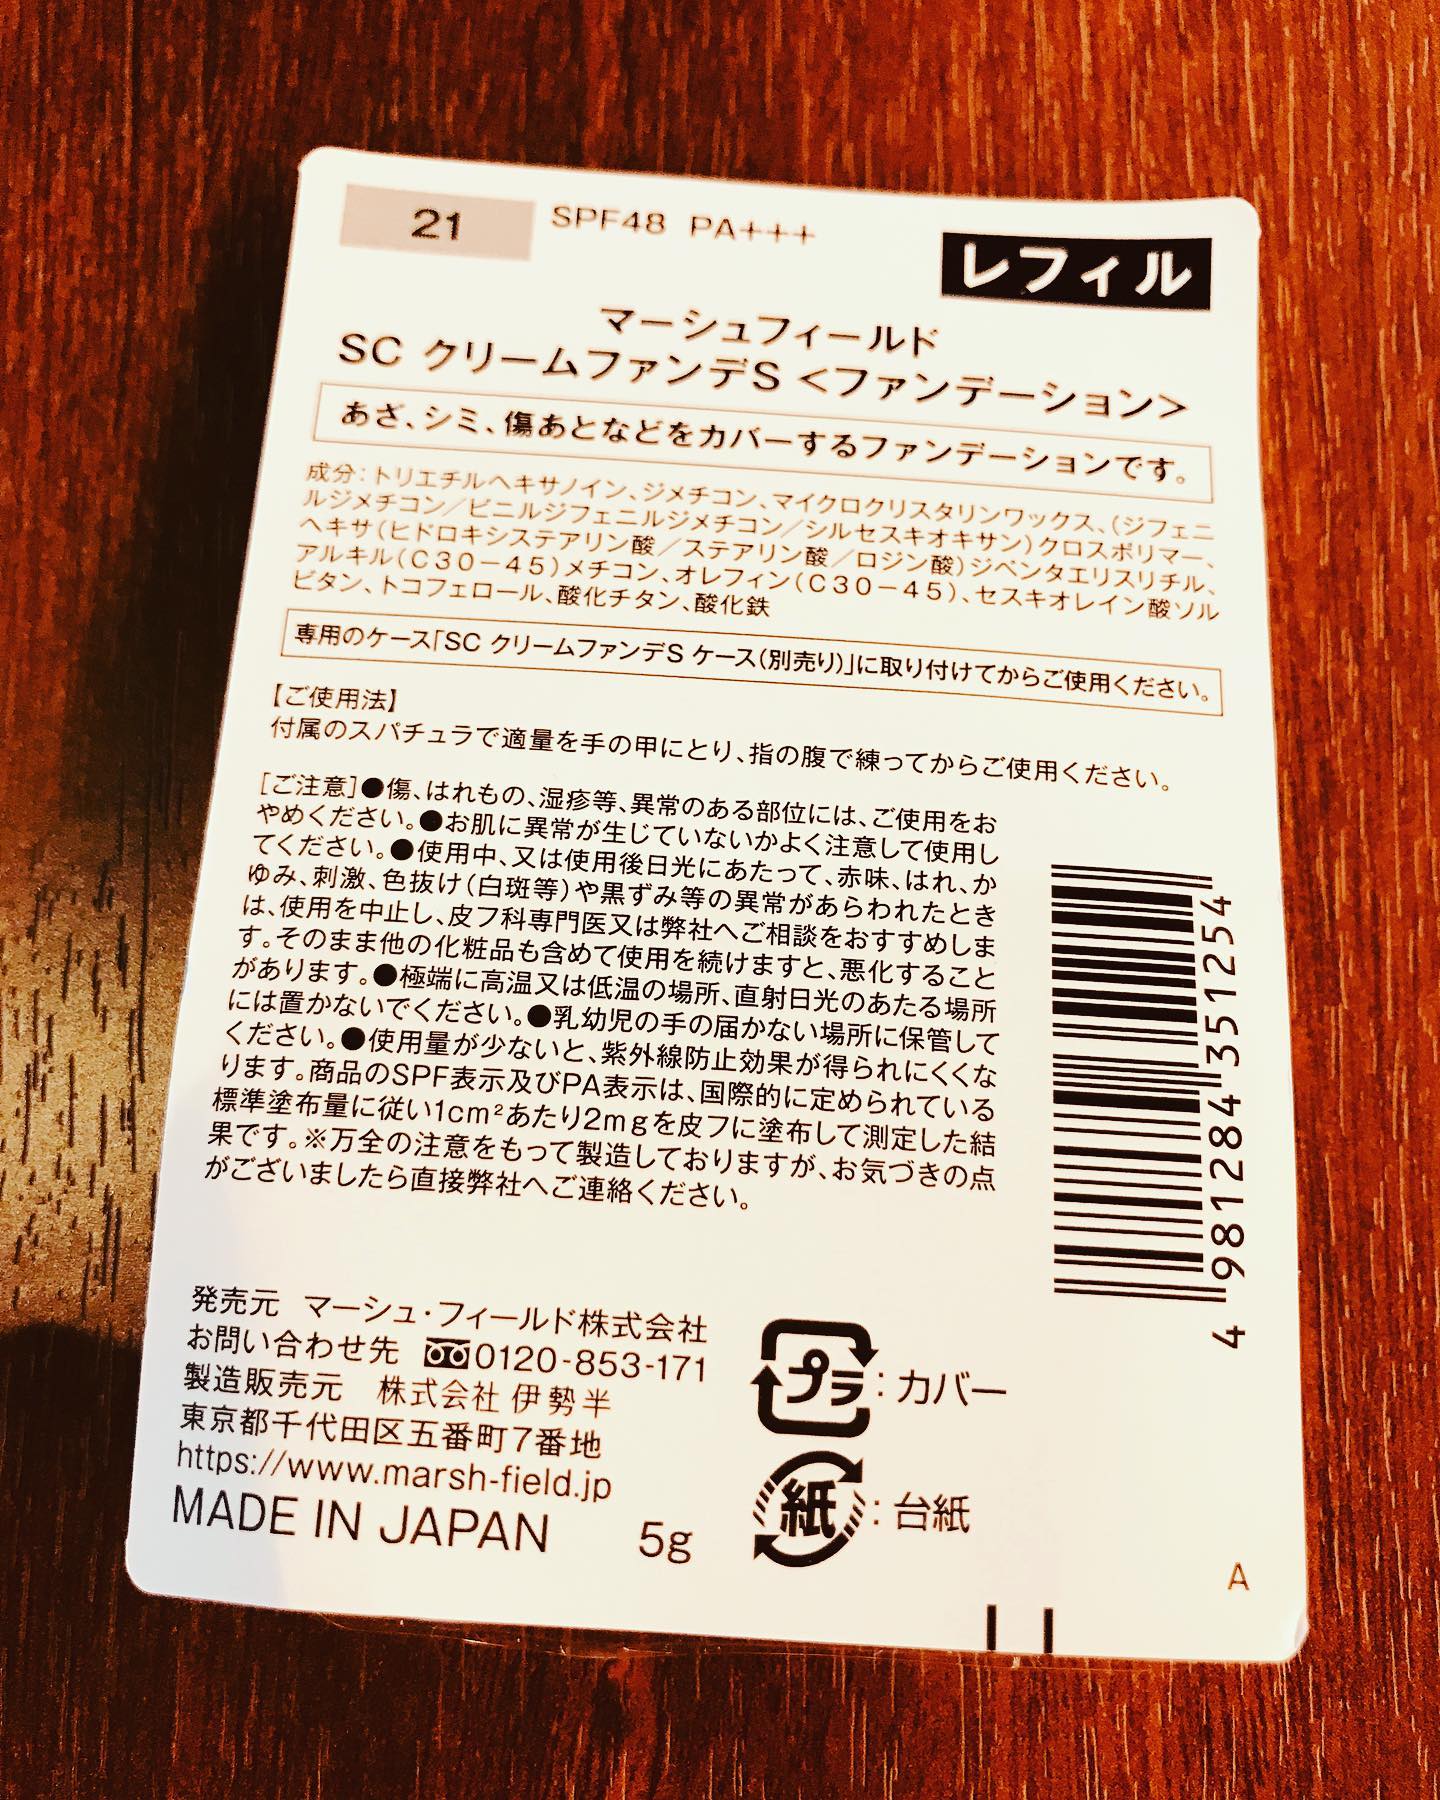 21
SPF48 PA+++
レフィル
マーシュフィールド
SC クリームファンデS <ファンデーション>
あざ、シミ、傷あとなどをカバーするファンデーションです。
成分：トリエチルヘキサノイン、ジメチコン、マイクロクリスタリンワックス、（ジフェニ
ルジメチコン／ビニルジフェニルジメチコン／シルセスキオキサン）クロスポリマー、
ヘキサ（ヒドロキシステアリン酸／ステアリン酸／ロジン酸）ジペンタエリスリチル、
アルキル（C30－45）メチコン、オレフィン（C30－45）、セスキオレイン酸ソル
ビタン、トコフェロール、酸化チタン、酸化鉄
専用のケース「SC クリームファンデS ケース（別売り）」に取り付けてからご使用ください。
【ご使用法】
付属のスパチュラで適量を手の甲にとり、指の腹で練ってからご使用ください。
［ご注意］●傷、はれもの、湿疹等、異常のある部位には、ご使用をお
やめください。●お肌に異常が生じていないかよく注意して使用し
てください。●使用中、又は使用後日光にあたって、赤味、はれ、か
ゆみ、刺激、色抜け（白斑等）や黒ずみ等の異常があらわれたとき
は、使用を中止し、皮フ科専門医又は弊社へご相談をおすすめしま
す。そのまま他の化粧品も含めて使用を続けますと、悪化すること
があります。●極端に高温又は低温の場所、直射日光のあたる場所
には置かないでください。●乳幼児の手の届かない場所に保管して
ください。●使用量が少ないと、紫外線防止効果が得られにくくな
ります。商品のSPF表示及びPA表示は、国際的に定められている
標準塗布量に従い1cm²あたり2mgを皮フに塗布して測定した結
果です。※万全の注意をもって製造しておりますが、お気づきの点
がございましたら直接弊社へご連絡ください。
4 981284 351254
発売元 マーシュ・フィールド株式会社
お問い合わせ先 0120-853-171
製造販売元 株式会社 伊勢半
東京都千代田区五番町7番地
https://www.marsh-field.jp
MADE IN JAPAN 5g
プラ：カバー
紙：台紙
A